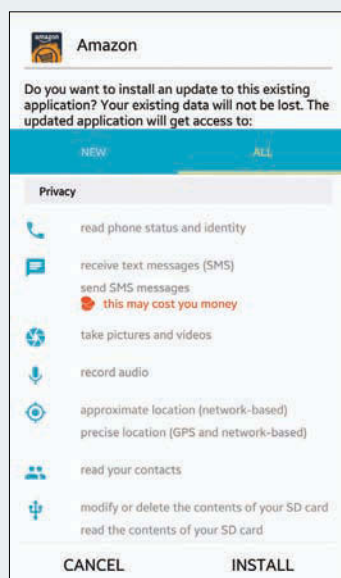 amazon
Amazon
Do you want to install an update to this existing
application? Your existing data will not be lost. The
updated application will get access to:
NEW
ALL
Privacy
read phone status and identity
receive text messages (SMS)
send SMS messages
this may cost you money
take pictures and videos
record audio
approximate location (network-based)
precise location (GPS and network-based)
read your contacts
modify or delete the contents of your SD card
read the contents of your SD card
CANCEL
INSTALL